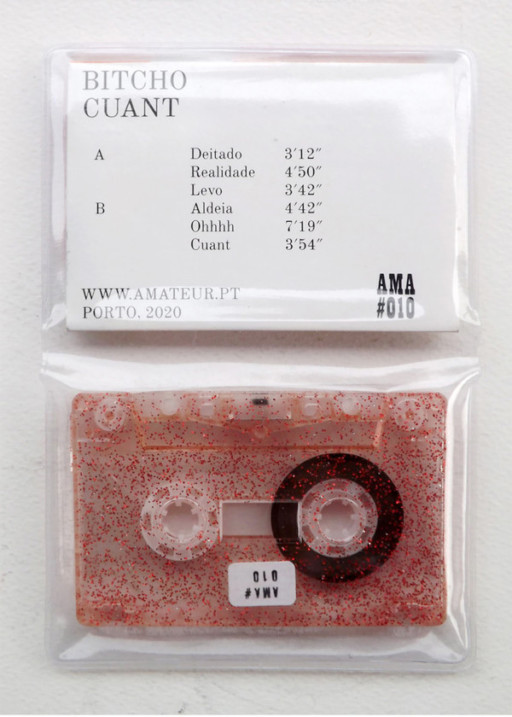 BITCHO
CUANT
A Deitado 3′12″
Realidade 4′50″
Levo 3′42″
B Aldeia 4′42″
Ohhhh 7′19″
Cuant 3′54″
WWW.AMATEUR.PT
PORTO, 2020
AMA
#010
AMA#
010